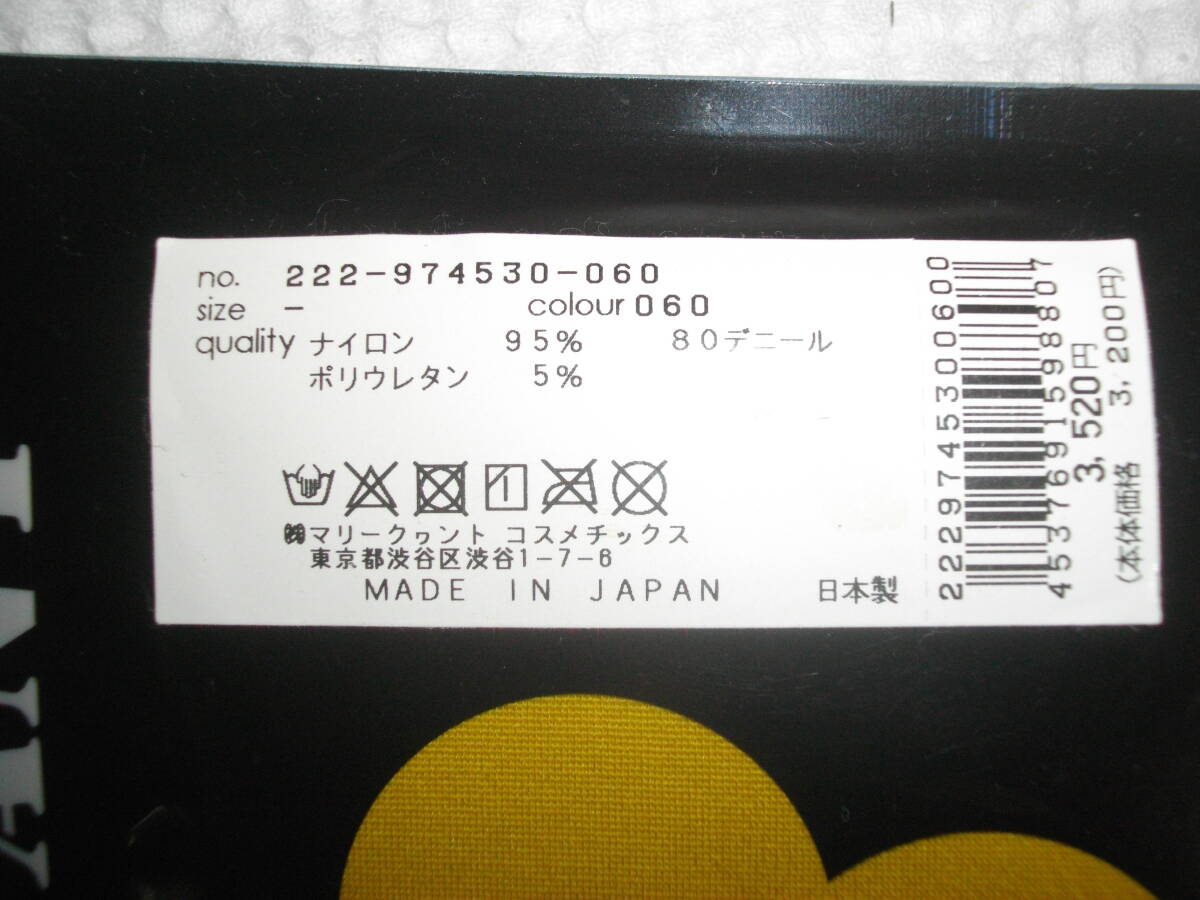 no. 222-974530-060
size - colour 060
quality ナイロン 95% 80デニール
ポリウレタン 5%
㈱マリークヮント コスメチックス
東京都渋谷区渋谷1-7-6
MADE IN JAPAN 日本製
2229745300600
4537691598807
3,520円
(本体価格 3,200円)
ANT